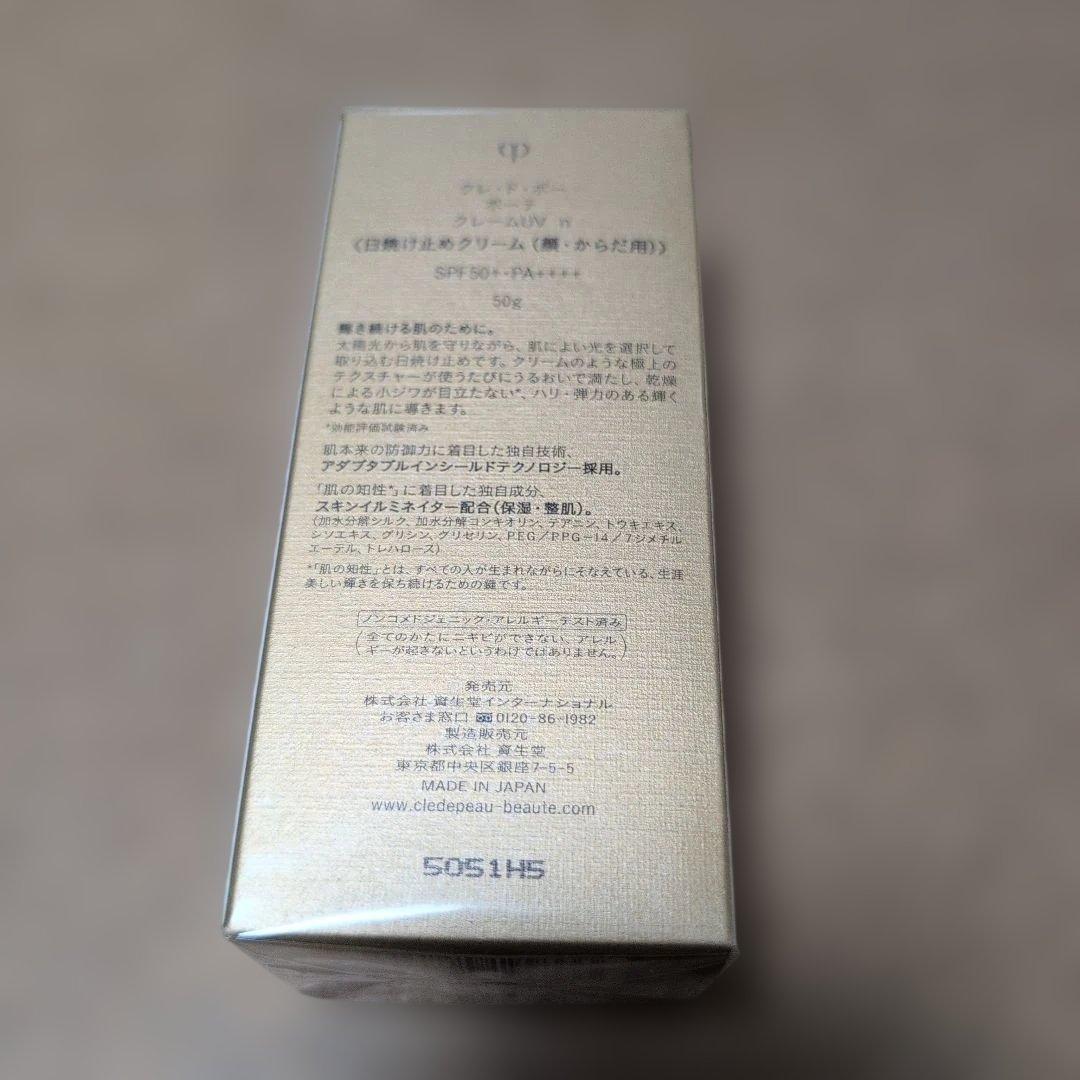 クレ・ド・ポー
ボーテ
クレームUV n
《日焼け止めクリーム（顔・からだ用）》
SPF50+・PA++++
50g
輝き続ける肌のために。
太陽光から肌を守りながら、肌によい光を選択して
取り込む日焼け止めです。クリームのような極上の
テクスチャーが使うたびにうるおいで満たし、乾燥
による小ジワが目立たない*、ハリ・弾力のある輝く
ような肌に導きます。
*効能評価試験済み
肌本来の防御力に着目した独自技術、
アダプタブルインシールドテクノロジー採用。
「肌の知性*」に着目した独自成分、
スキンイルミネイター配合（保湿・整肌）。
（加水分解シルク、加水分解コンキオリン、テアニン、トウキエキス、
シソエキス、グリシン、グリセリン、PEG／PPG−14／7ジメチル
エーテル、トレハロース）
*「肌の知性」とは、すべての人が生まれながらにそなえている、生涯
美しい輝きを保ち続けるための鍵です。
ノンコメドジェニック・アレルギーテスト済み
（全てのかたにニキビができない、アレル
ギーが起きないというわけではありません。）
発売元
株式会社 資生堂インターナショナル
お客さま窓口 0120-86-1982
製造販売元
株式会社 資生堂
東京都中央区銀座7-5-5
MADE IN JAPAN
www.cledepeau-beaute.com
5051H5